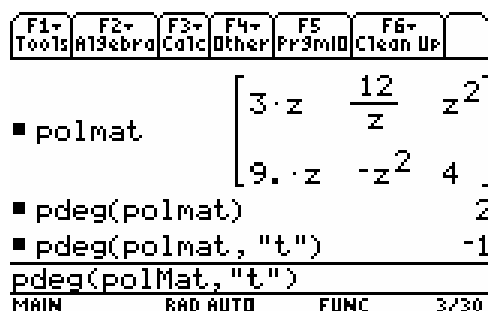 F1▾ F2▾ F3▾ F4▾ F5 F6▾
Tools Algebra Calc Other PrgmIO Clean Up
▪ polmat [3·z 12/z z²
9.·z -z² 4]
▪ pdeg(polmat) 2
▪ pdeg(polmat, "t") -1
pdeg(polMat,"t")
MAIN RAD AUTO FUNC 3/30